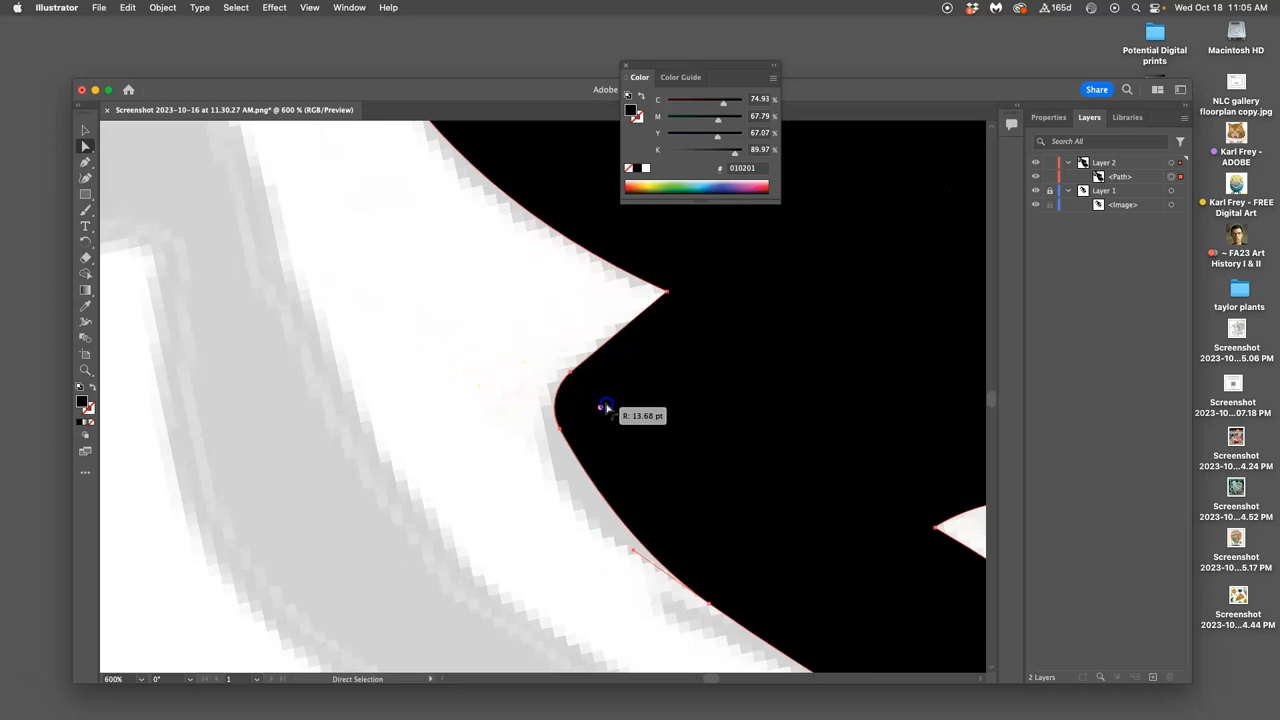 Illustrator File Edit Object Type Select Effect View Window Help
165d Wed Oct 18 11:05 AM
Potential Digital prints
Macintosh HD
Color Color Guide
Adobe
Share
Screenshot 2023-10-16 at 11.30.27 AM.png* @ 600 % (RGB/Preview)
C 74.93 %
M 67.79 %
Y 67.07 %
K 89.97 %
# 010201
Properties Layers Libraries
Search All
Layer 2
<Path>
Layer 1
<Image>
R: 13.68 pt
NLC gallery floorplan copy.jpg
Karl Frey - ADOBE
Karl Frey - FREE Digital Art
~ FA23 Art History I & II
taylor plants
Screenshot 2023-10...5.06 PM
Screenshot 2023-10...07.18 PM
Screenshot 2023-10...4.24 PM
Screenshot 2023-10...4.52 PM
Screenshot 2023-10...5.17 PM
Screenshot 2023-10...4.44 PM
600% 0° 1 Direct Selection
2 Layers